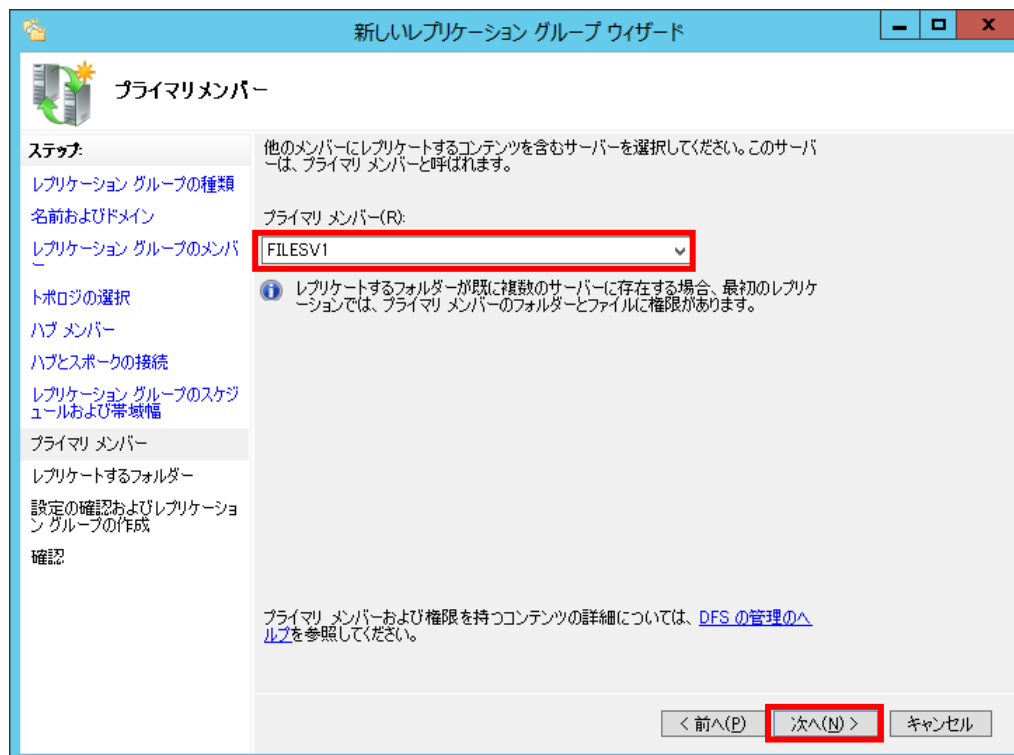 新しいレプリケーション グループ ウィザード
プライマリ メンバー
ステップ:
レプリケーション グループの種類
名前およびドメイン
レプリケーション グループのメンバ
ー
トポロジの選択
ハブ メンバー
ハブとスポークの接続
レプリケーション グループのスケジ
ュールおよび帯域幅
プライマリ メンバー
レプリケートするフォルダー
設定の確認およびレプリケーショ
ン グループの作成
確認
他のメンバーにレプリケートするコンテンツを含むサーバーを選択してください。このサーバ
ーは、プライマリ メンバーと呼ばれます。
プライマリ メンバー(R):
FILESV1
レプリケートするフォルダーが既に複数のサーバーに存在する場合、最初のレプリケ
ーションでは、プライマリ メンバーのフォルダーとファイルに権限があります。
プライマリ メンバーおよび権限を持つコンテンツの詳細については、DFS の管理のヘ
ルプを参照してください。
< 前へ(P)
次へ(N) >
キャンセル